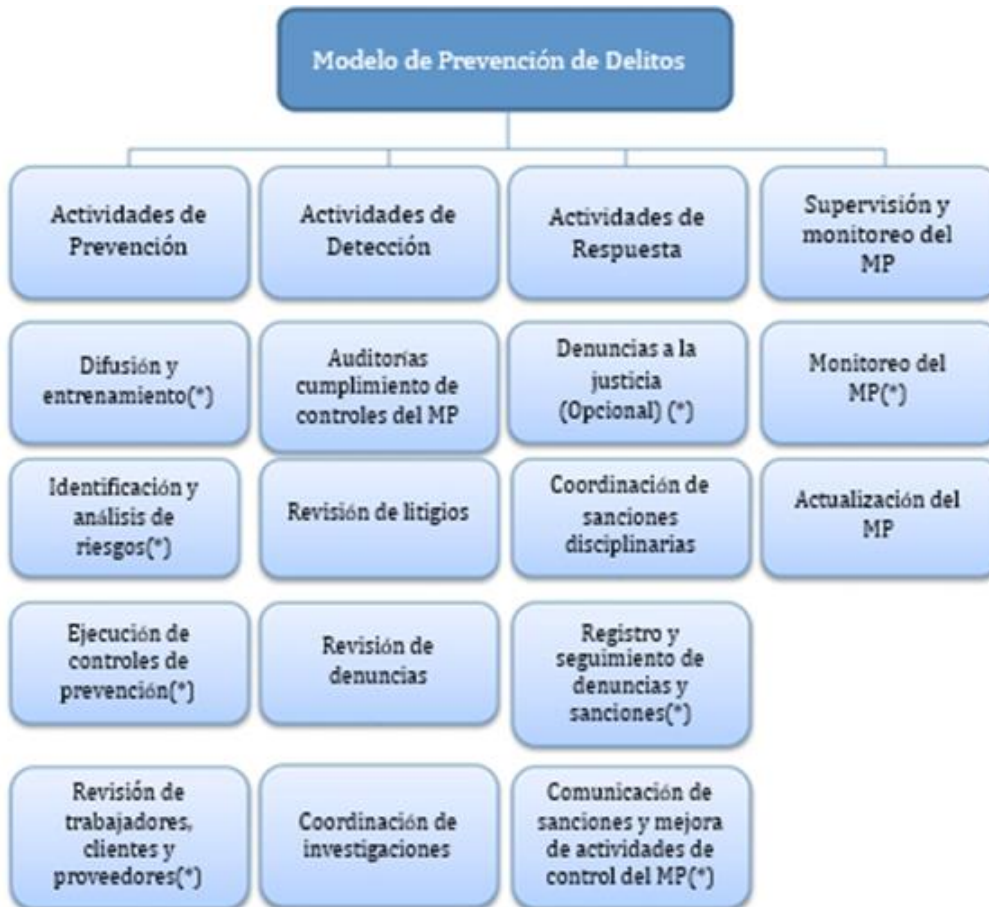 Modelo de Prevención de Delitos
Actividades de
Prevención
Actividades de
Detección
Actividades de
Respuesta
Supervisión y
monitoreo del
MP
Difusión y
entrenamiento(*)
Auditorías
cumplimiento de
controles del MP
Denuncias a la
justicia
(Opcional) (*)
Monitoreo del
MP(*)
Identificación y
análisis de
riesgos(*)
Revisión de litigios
Coordinación de
sanciones
disciplinarias
Actualización del
MP
Ejecución de
controles de
prevención(*)
Revisión de
denuncias
Registro y
seguimiento de
denuncias y
sanciones(*)
Revisión de
trabajadores,
clientes y
proveedores(*)
Coordinación de
investigaciones
Comunicación de
sanciones y mejora
de actividades de
control del MP(*)